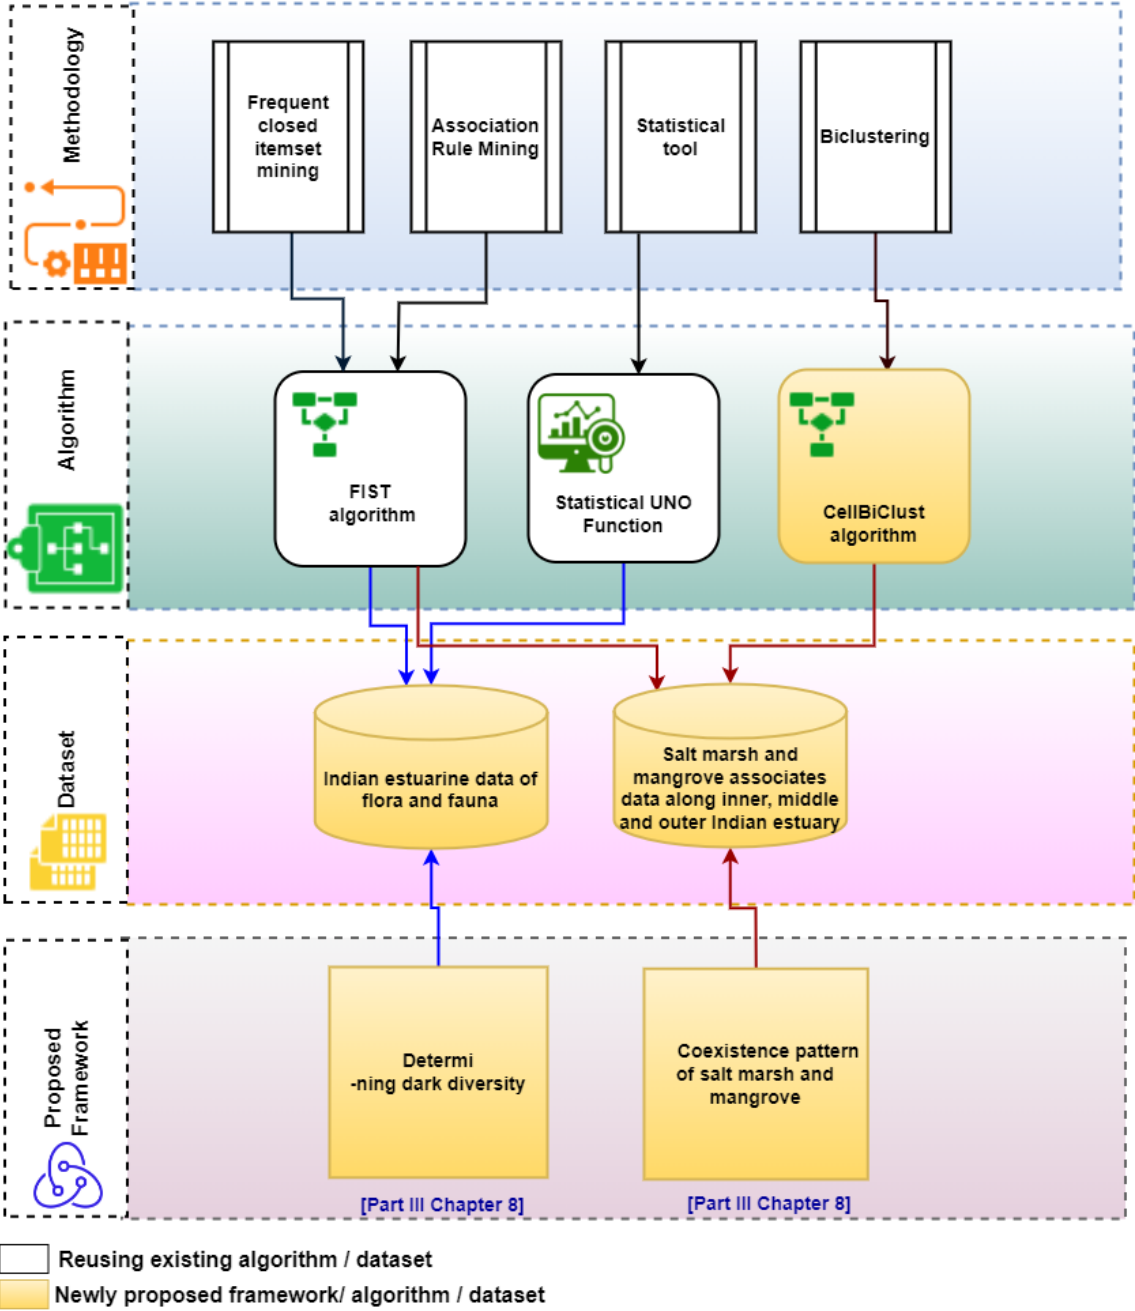 Methodology
Frequent
closed
itemset
mining
Association
Rule Mining
Statistical
tool
Biclustering
Algorithm
FIST
algorithm
Statistical UNO
Function
CellBiClust
algorithm
Dataset
Indian estuarine data of
flora and fauna
Salt marsh and
mangrove associates
data along inner, middle
and outer Indian estuary
Proposed
Framework
Determi
-ning dark diversity
Coexistence pattern
of salt marsh and
mangrove
[Part III Chapter 8]
[Part III Chapter 8]
Reusing existing algorithm / dataset
Newly proposed framework/ algorithm / dataset